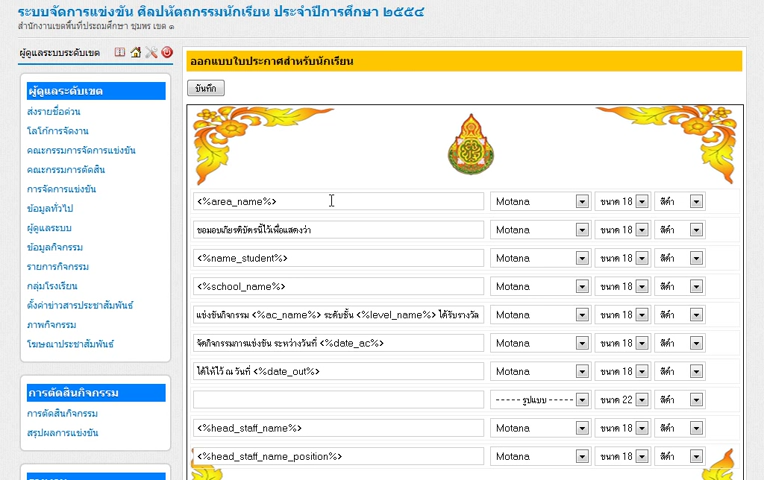 ระบบจัดการแข่งขัน ศิลปหัตถกรรมนักเรียน ประจำปีการศึกษา ๒๕๕๔
สำนักงานเขตพื้นที่ประถมศึกษา ชุมพร เขต ๑
ผู้ดูแลระบบระดับเขต
ผู้ดูแลระดับเขต
ส่งรายชื่อด่วน
โลโก้การจัดงาน
คณะกรรมการจัดการแข่งขัน
คณะกรรมการตัดสิน
การจัดการแข่งขัน
ข้อมูลทั่วไป
ผู้ดูแลระบบ
ข้อมูลกิจกรรม
รายการกิจกรรม
กลุ่มโรงเรียน
ตั้งค่าข่าวสารประชาสัมพันธ์
ภาพกิจกรรม
โฆษณาประชาสัมพันธ์
การตัดสินกิจกรรม
การตัดสินกิจกรรม
สรุปผลการแข่งขัน
ออกแบบใบประกาศสำหรับนักเรียน
บันทึก
<%area_name%> Motana ขนาด 18 สีดำ
ขอมอบเกียรติบัตรนี้ไว้เพื่อแสดงว่า Motana ขนาด 18 สีดำ
<%name_student%> Motana ขนาด 18 สีดำ
<%school_name%> Motana ขนาด 18 สีดำ
แข่งขันกิจกรรม <%ac_name%> ระดับชั้น <%level_name%> ได้รับรางวัล Motana ขนาด 18 สีดำ
จัดกิจกรรมการแข่งขัน ระหว่างวันที่ <%date_ac%> Motana ขนาด 18 สีดำ
ได้ให้ไว้ ณ วันที่ <%date_out%> Motana ขนาด 18 สีดำ
----- รูปแบบ ----- ขนาด 22 สีดำ
<%head_staff_name%> Motana ขนาด 18 สีดำ
<%head_staff_name_position%> Motana ขนาด 18 สีดำ